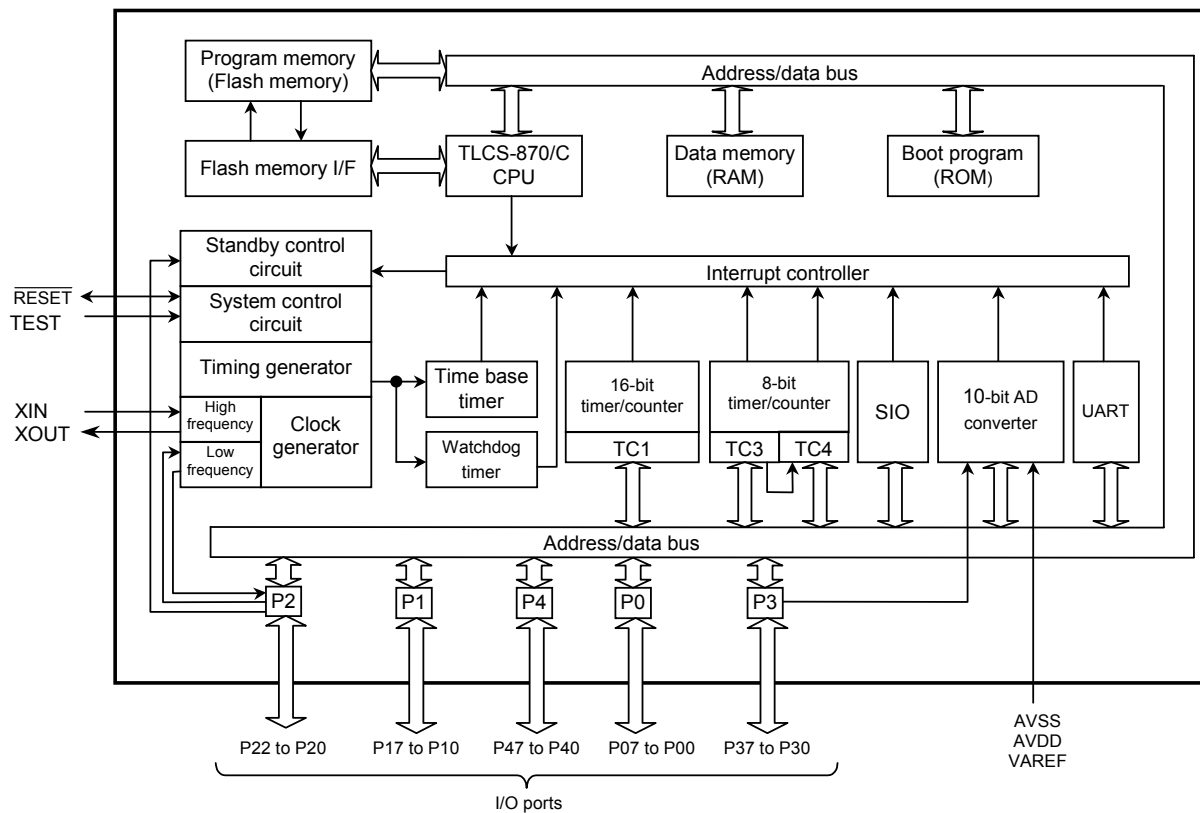 Program memory
(Flash memory)
Address/data bus
Flash memory I/F
TLCS-870/C
CPU
Data memory
(RAM)
Boot program
(ROM)
Standby control
circuit
Interrupt controller
RESET
TEST
System control
circuit
Timing generator
Time base
timer
16-bit
timer/counter
TC1
8-bit
timer/counter
TC3
TC4
SIO
10-bit AD
converter
UART
XIN
XOUT
High
frequency
Low
frequency
Clock
generator
Watchdog
timer
Address/data bus
P2
P1
P4
P0
P3
P22 to P20
P17 to P10
P47 to P40
P07 to P00
P37 to P30
AVSS
AVDD
VAREF
I/O ports